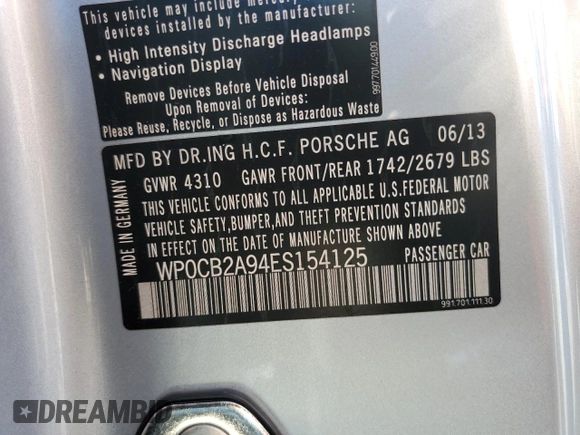 This vehicle may include mercury
devices installed by manufacturer:
• High Intensity Discharge Headlamps
• Navigation Display
Remove Devices Before Vehicle Disposal
Upon Removal of Devices:
Please Reuse, Recycle, or Dispose as Hazardous Waste
99770144900
MFD BY DR.ING H.C.F. PORSCHE AG 06/13
GVWR 4310 GAWR FRONT/REAR 1742/2679 LBS
THIS VEHICLE CONFORMS TO ALL APPLICABLE U.S.FEDERAL MOTOR
VEHICLE SAFETY,BUMPER,AND THEFT PREVENTION STANDARDS
IN EFFECT ON THE DATE OF MANUFACTURE SHOWN ABOVE
WP0CB2A94ES154125 PASSENGER CAR
MADE IN GERMANY
991.701.111.30
DREAMBID